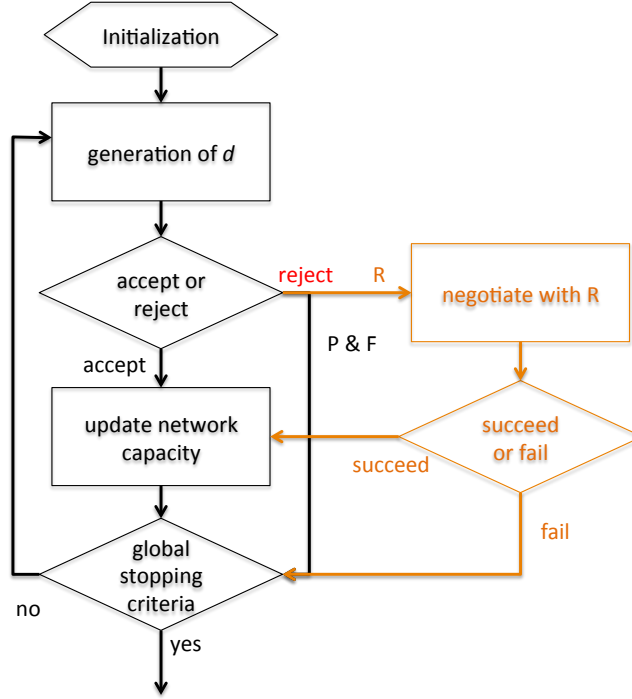 Initialization
generation of d
accept or
reject
reject
R
negotiate with R
P & F
accept
update network
capacity
succeed
or fail
succeed
fail
global
stopping
criteria
no
yes